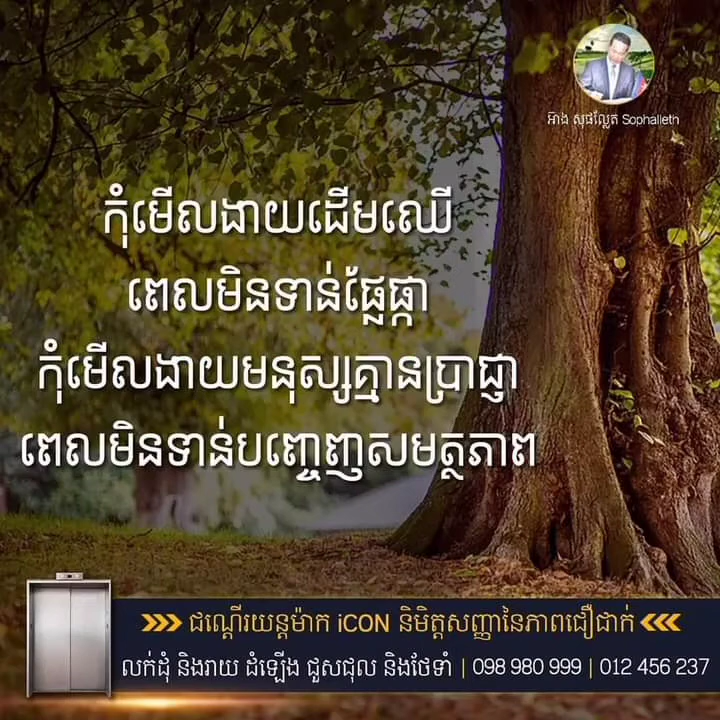 អ៊ាង សុផល្លែត Sophalleth
កុំមើលងាយដើមឈើ
ពេលមិនទាន់ផ្លែផ្កា
កុំមើលងាយមនុស្សគ្មានប្រាជ្ញា
ពេលមិនទាន់បញ្ចេញសមត្ថភាព
ជណ្តើរយន្តម៉ាក iCON និមិត្តសញ្ញានៃភាពជឿជាក់
លក់ដុំ និងរាយ ដំឡើង ជួសជុល និងថែទាំ | 098 980 999 | 012 456 237